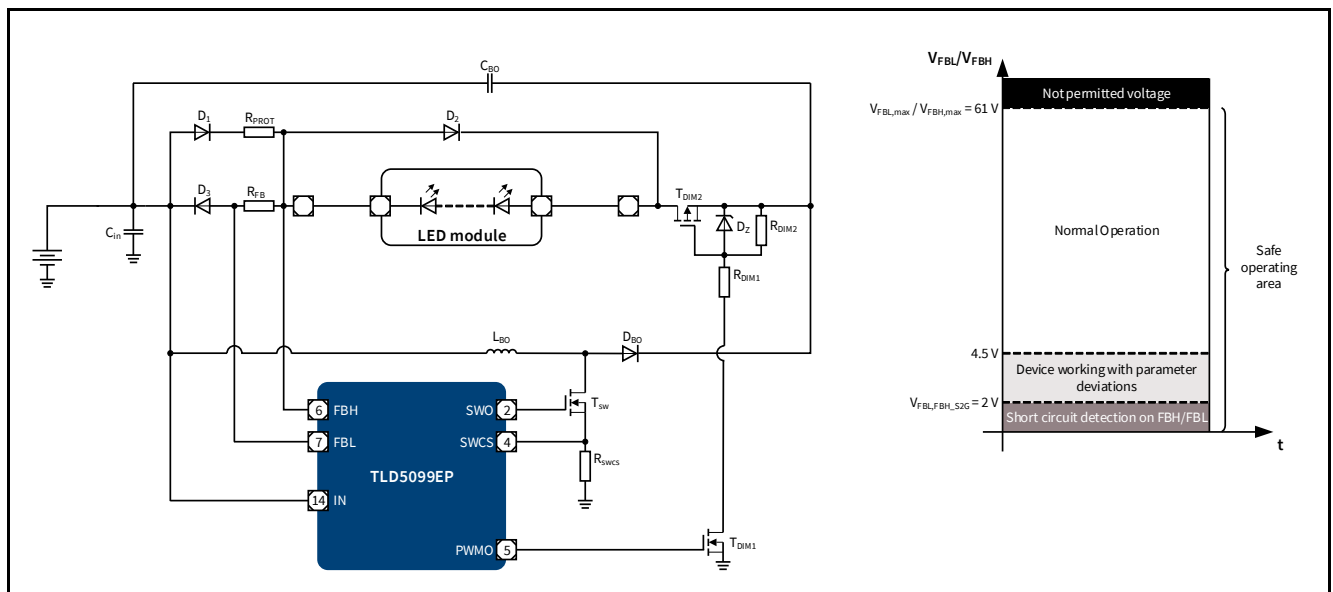 C_BO
D_1
R_PROT
D_2
D_3
R_FB
T_DIM2
C_in
LED module
D_Z
R_DIM2
R_DIM1
L_BO
D_BO
6 FBH
SWO 2
T_sw
7 FBL
SWCS 4
R_swcs
TLD5099EP
14 IN
PWMO 5
T_DIM1
V_FBL/V_FBH
Not permitted voltage
V_FBL,max / V_FBH,max = 61 V
Normal Operation
Safe
operating
area
4.5 V
Device working with parameter
deviations
V_FBL,FBH_S2G = 2 V
Short circuit detection on FBH/FBL
t